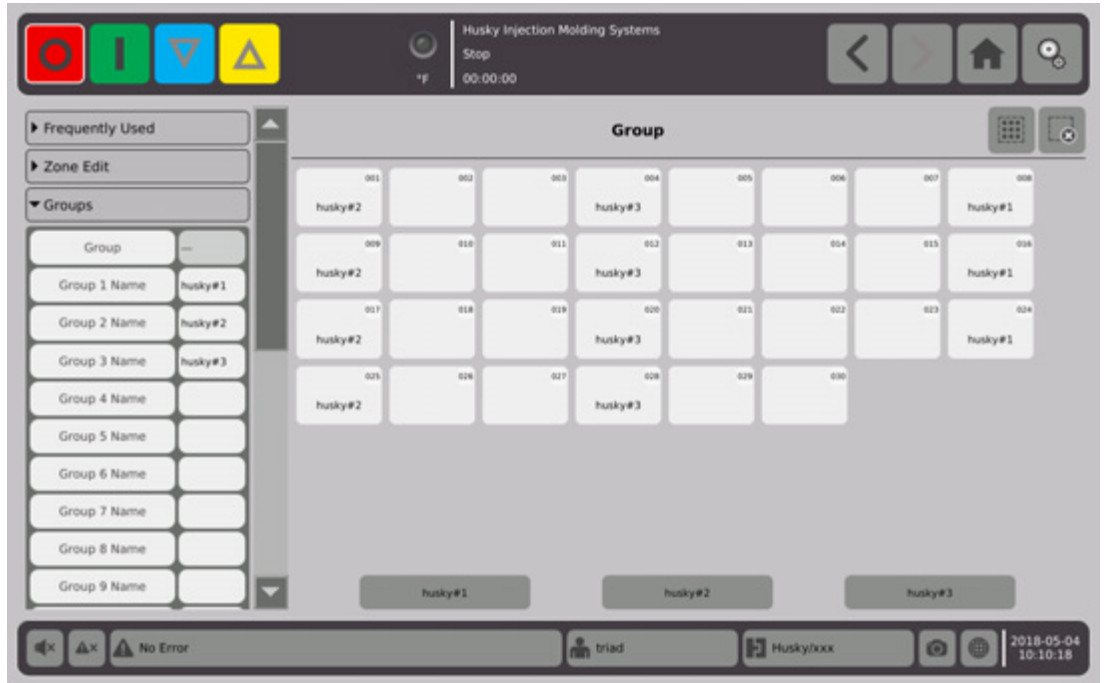 Husky Injection Molding Systems
Stop
°F 00:00:00
Frequently Used
Zone Edit
Groups
Group ---
Group 1 Name husky#1
Group 2 Name husky#2
Group 3 Name husky#3
Group 4 Name
Group 5 Name
Group 6 Name
Group 7 Name
Group 8 Name
Group 9 Name
Group
001 002 003 004 005 006 007 008
husky#2 husky#3 husky#1
009 010 011 012 013 014 015 016
husky#2 husky#3 husky#1
017 018 019 020 021 022 023 024
husky#2 husky#3 husky#1
025 026 027 028 029 030
husky#2 husky#3
husky#1 husky#2 husky#3
No Error triad Husky/xxx 2018-05-04
10:10:18